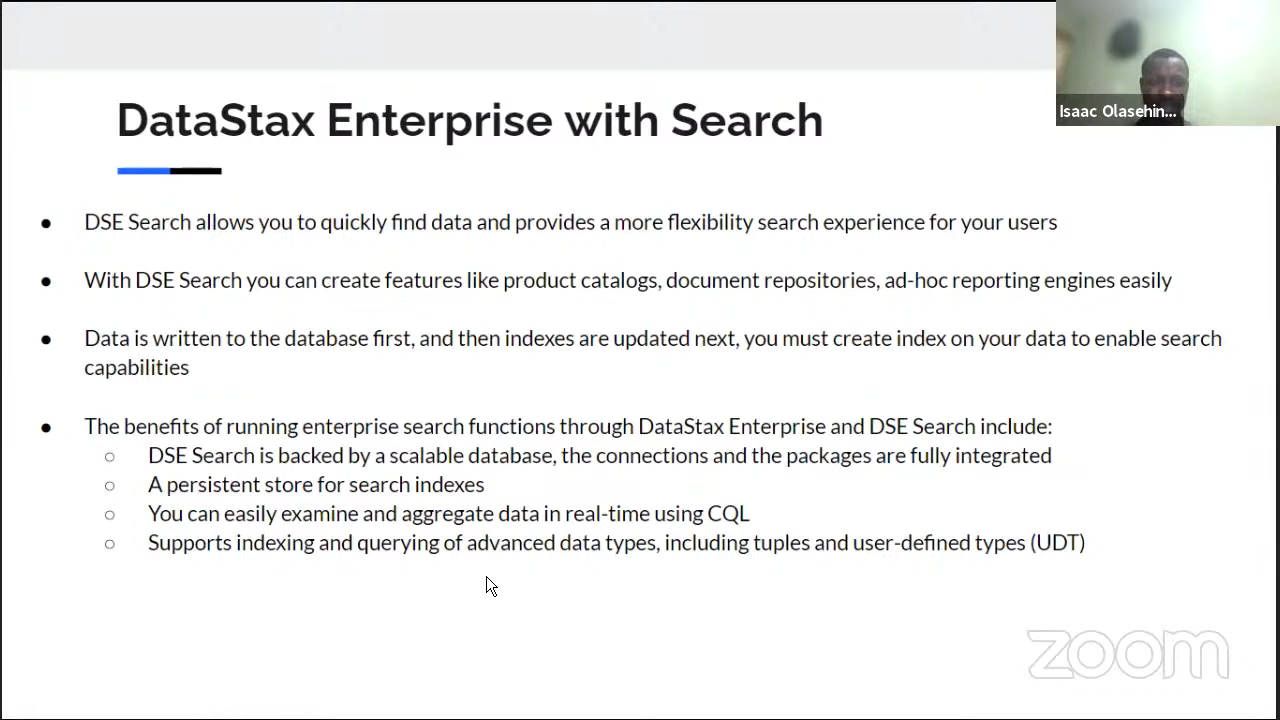 Isaac Olasehin...
DataStax Enterprise with Search
● DSE Search allows you to quickly find data and provides a more flexibility search experience for your users
● With DSE Search you can create features like product catalogs, document repositories, ad-hoc reporting engines easily
● Data is written to the database first, and then indexes are updated next, you must create index on your data to enable search
capabilities
● The benefits of running enterprise search functions through DataStax Enterprise and DSE Search include:
○ DSE Search is backed by a scalable database, the connections and the packages are fully integrated
○ A persistent store for search indexes
○ You can easily examine and aggregate data in real-time using CQL
○ Supports indexing and querying of advanced data types, including tuples and user-defined types (UDT)
zoom